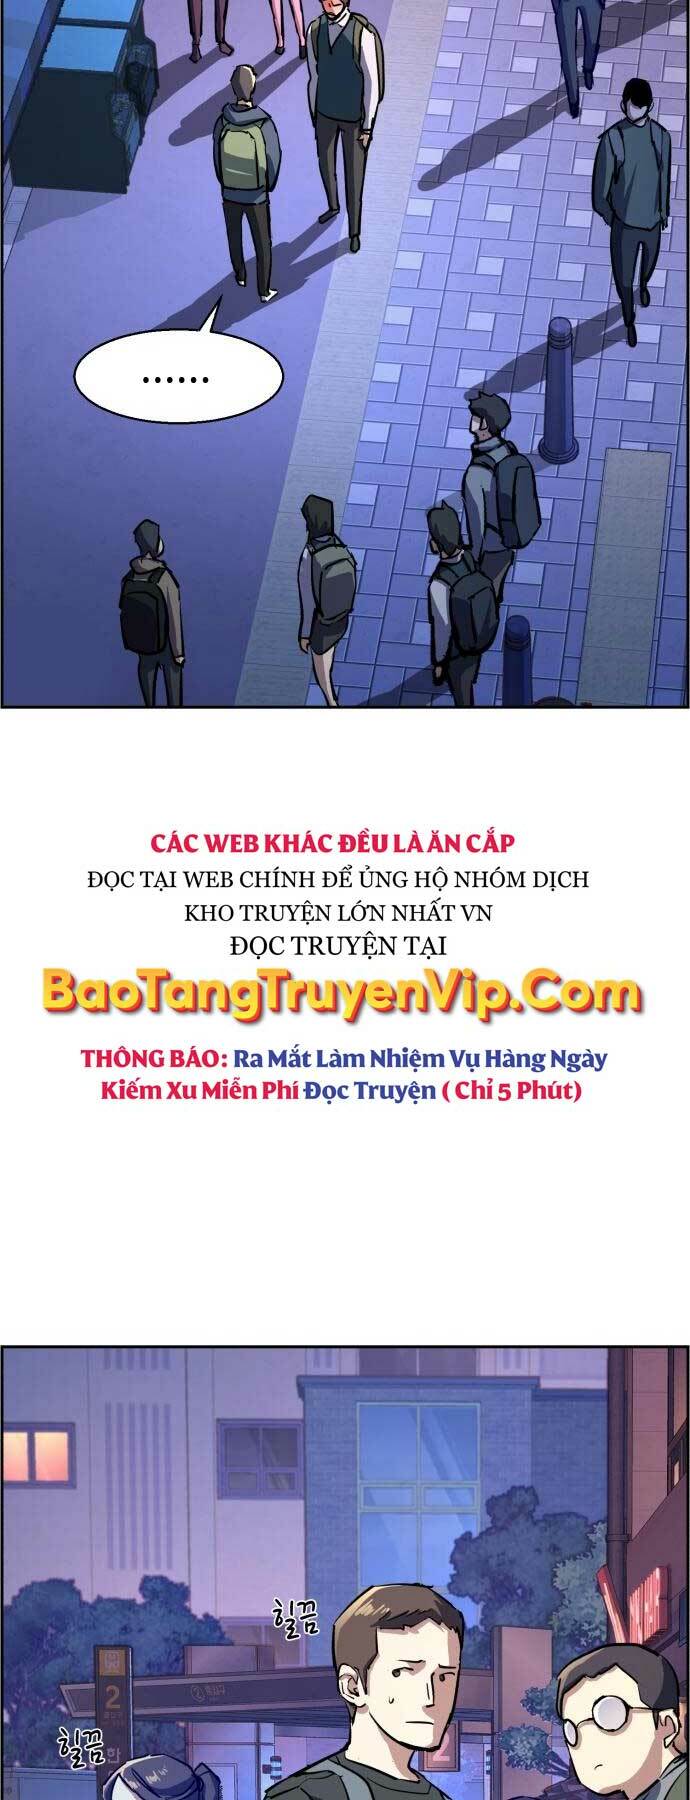 ......
CÁC WEB KHÁC ĐỀU LÀ ĂN CẮP
ĐỌC TẠI WEB CHÍNH ĐỂ ỦNG HỘ NHÓM DỊCH
KHO TRUYỆN LỚN NHẤT VN
ĐỌC TRUYỆN TẠI
BaoTangTruyenVip.Com
THÔNG BÁO: Ra Mắt Làm Nhiệm Vụ Hàng Ngày
Kiếm Xu Miễn Phí Đọc Truyện ( Chỉ 5 Phút)
힐끔
2
2
힐끔